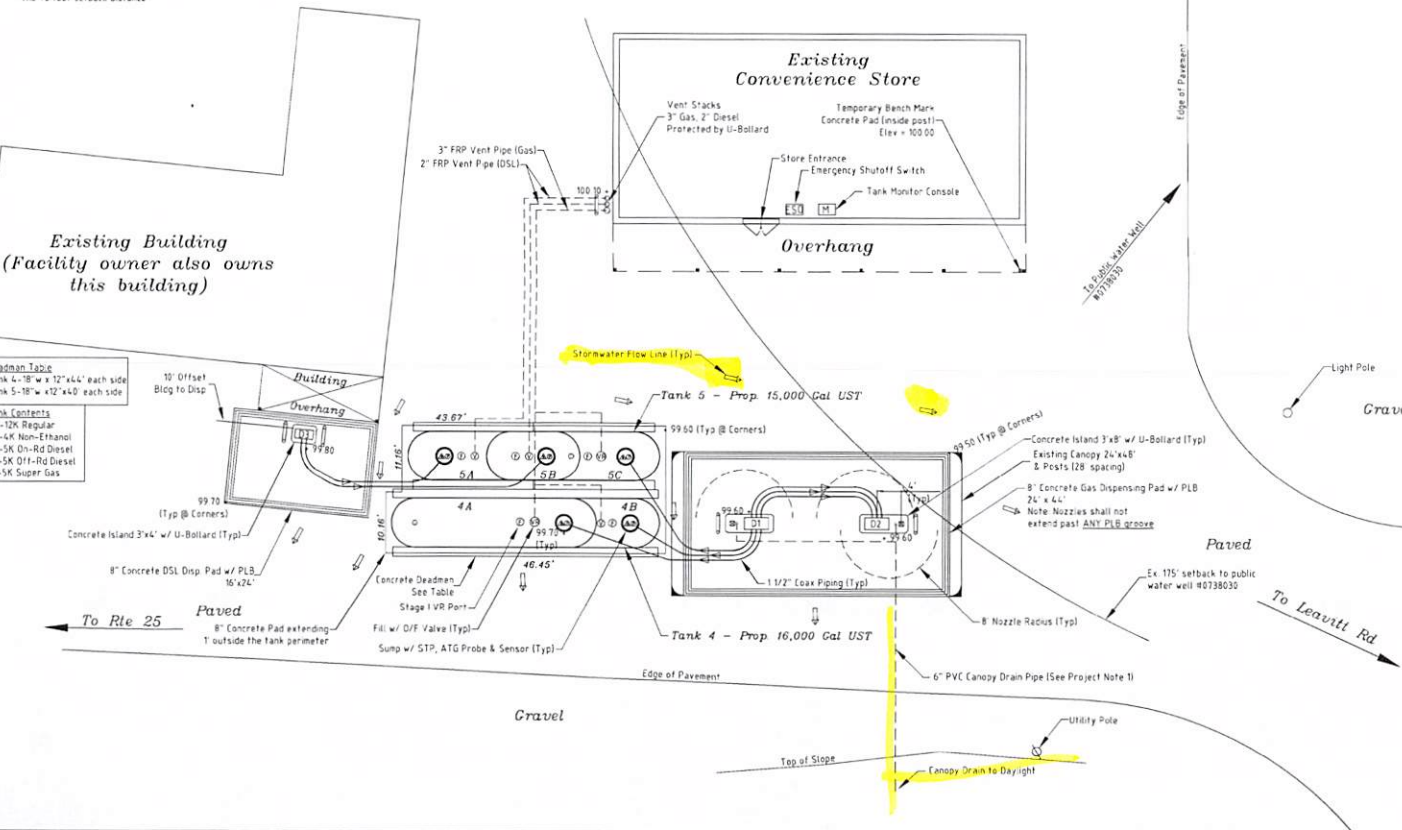 Existing
Convenience Store
Vent Stacks
3" Gas, 2" Diesel
Protected by U-Bollard
Temporary Bench Mark
Concrete Pad (inside post)
Elev = 100.00
3" FRP Vent Pipe (Gas)
2" FRP Vent Pipe (DSL)
Store Entrance
Emergency Shutoff Switch
Tank Monitor Console
100.10
ESO
M
Overhang
Edge of Pavement
To Public Water Well
#0738030
Existing Building
(Facility owner also owns
this building)
Stormwater Flow Line (Typ)
Light Pole
Table
4-18"w x 12"x44' each side
5-18"w x12"x40' each side
Contents
-12K Regular
-4K Non-Ethanol
-5K On-Rd Diesel
-5K Off-Rd Diesel
-5K Super Gas
10' Offset
Bldg to Disp
Building
Overhang
D3
99.80
99.70
(Typ @ Corners)
Concrete Island 3'x4' w/ U-Bollard (Typ)
8" Concrete DSL Disp. Pad w/ PLB
16'x24'
43.67'
11.16'
Tank 5 - Prop. 15,000 Gal UST
99.60 (Typ @ Corners)
5A
5B
5C
4A
4B
10.16'
99.70
(Typ)
46.45'
99.50 (Typ @ Corners)
Concrete Island 3'x8' w/ U-Bollard (Typ)
Existing Canopy 24'x48'
& Posts (28' spacing)
8" Concrete Gas Dispensing Pad w/ PLB
24' x 44'
Note: Nozzles shall not
extend past ANY PLB groove
4'
(Typ)
99.60
D1
D2
99.60
Paved
Ex. 175' setback to public
water well #0738030
To Leavitt Rd
Concrete Deadmen
See Table
Stage I VR Port
1 1/2" Coax Piping (Typ)
8' Nozzle Radius (Typ)
To Rte 25
Paved
8" Concrete Pad extending
1' outside the tank perimeter
Fill w/ O/F Valve (Typ)
Sump w/ STP, ATG Probe & Sensor (Typ)
Tank 4 - Prop. 16,000 Gal UST
Edge of Pavement
6" PVC Canopy Drain Pipe (See Project Note 1)
Gravel
Utility Pole
Top of Slope
Canopy Drain to Daylight